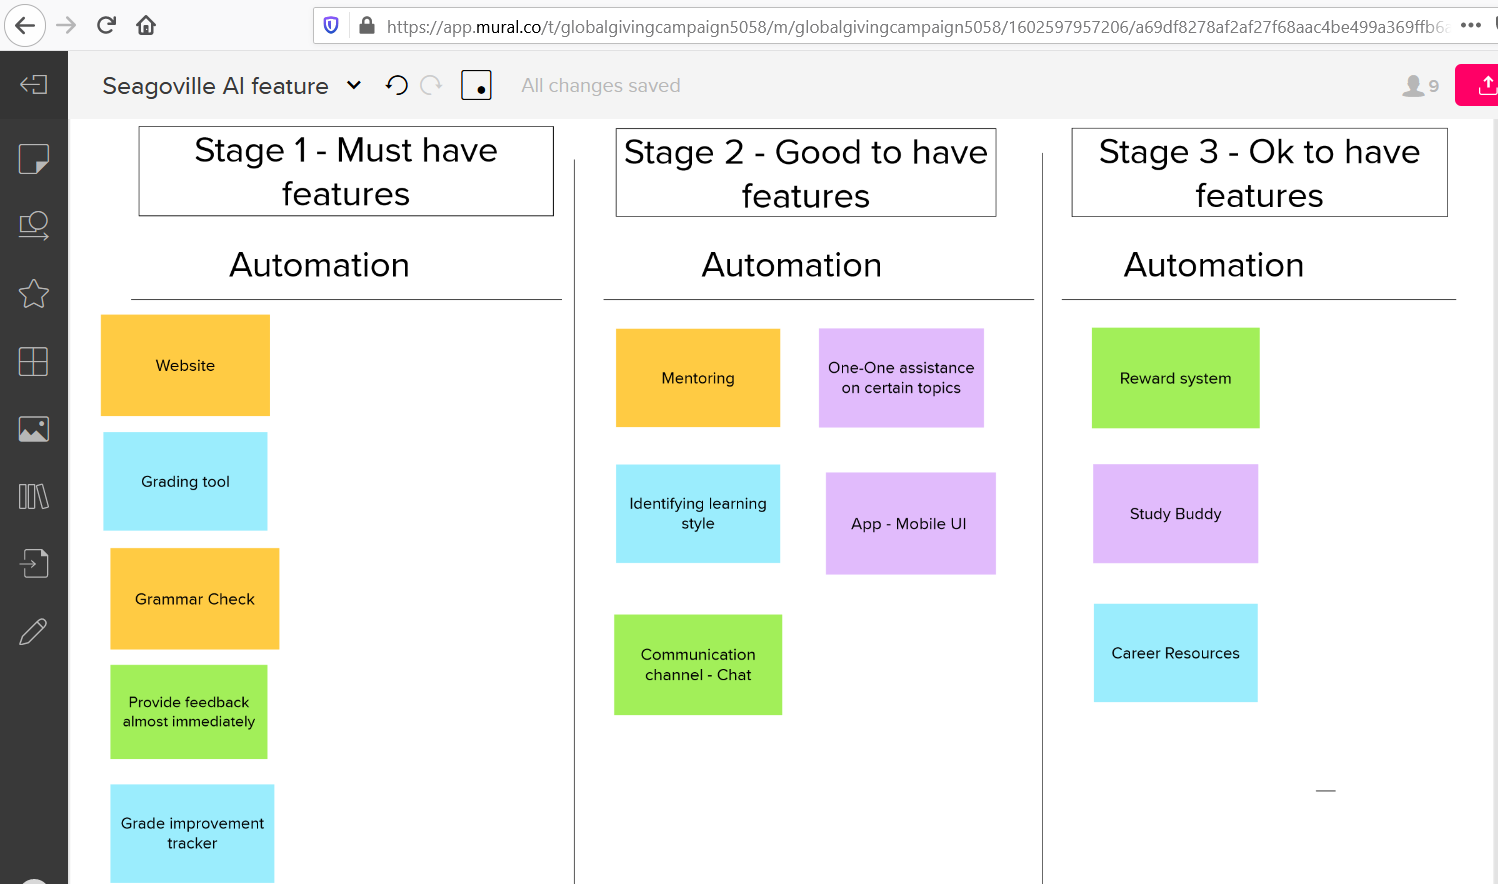 https://app.mural.co/t/globalgivingcampaign5058/m/globalgivingcampaign5058/1602597957206/a69df8278af2af27f68aac4be499a369ffb6a
Seagoville AI feature
All changes saved
9
Stage 1 - Must have
features
Automation
Website
Grading tool
Grammar Check
Provide feedback
almost immediately
Grade improvement
tracker
Stage 2 - Good to have
features
Automation
Mentoring
One-One assistance
on certain topics
Identifying learning
style
App - Mobile UI
Communication
channel - Chat
Stage 3 - Ok to have
features
Automation
Reward system
Study Buddy
Career Resources